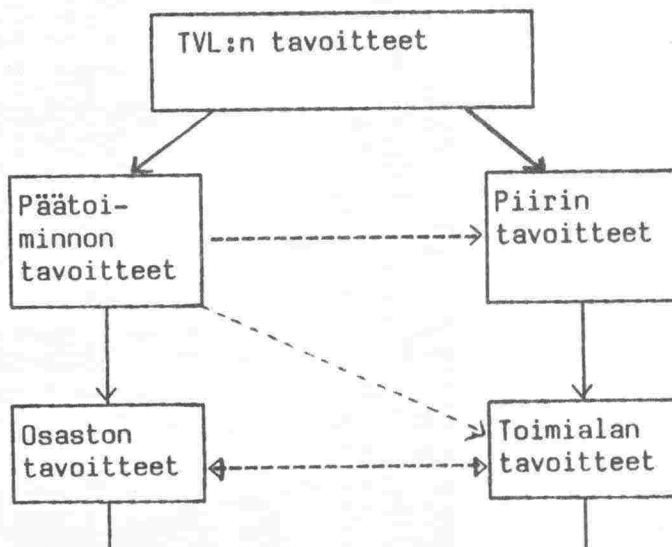 TVL:n tavoitteet
Päätoi-
minnon
tavoitteet
Piirin
tavoitteet
Osaston
tavoitteet
Toimialan
tavoitteet